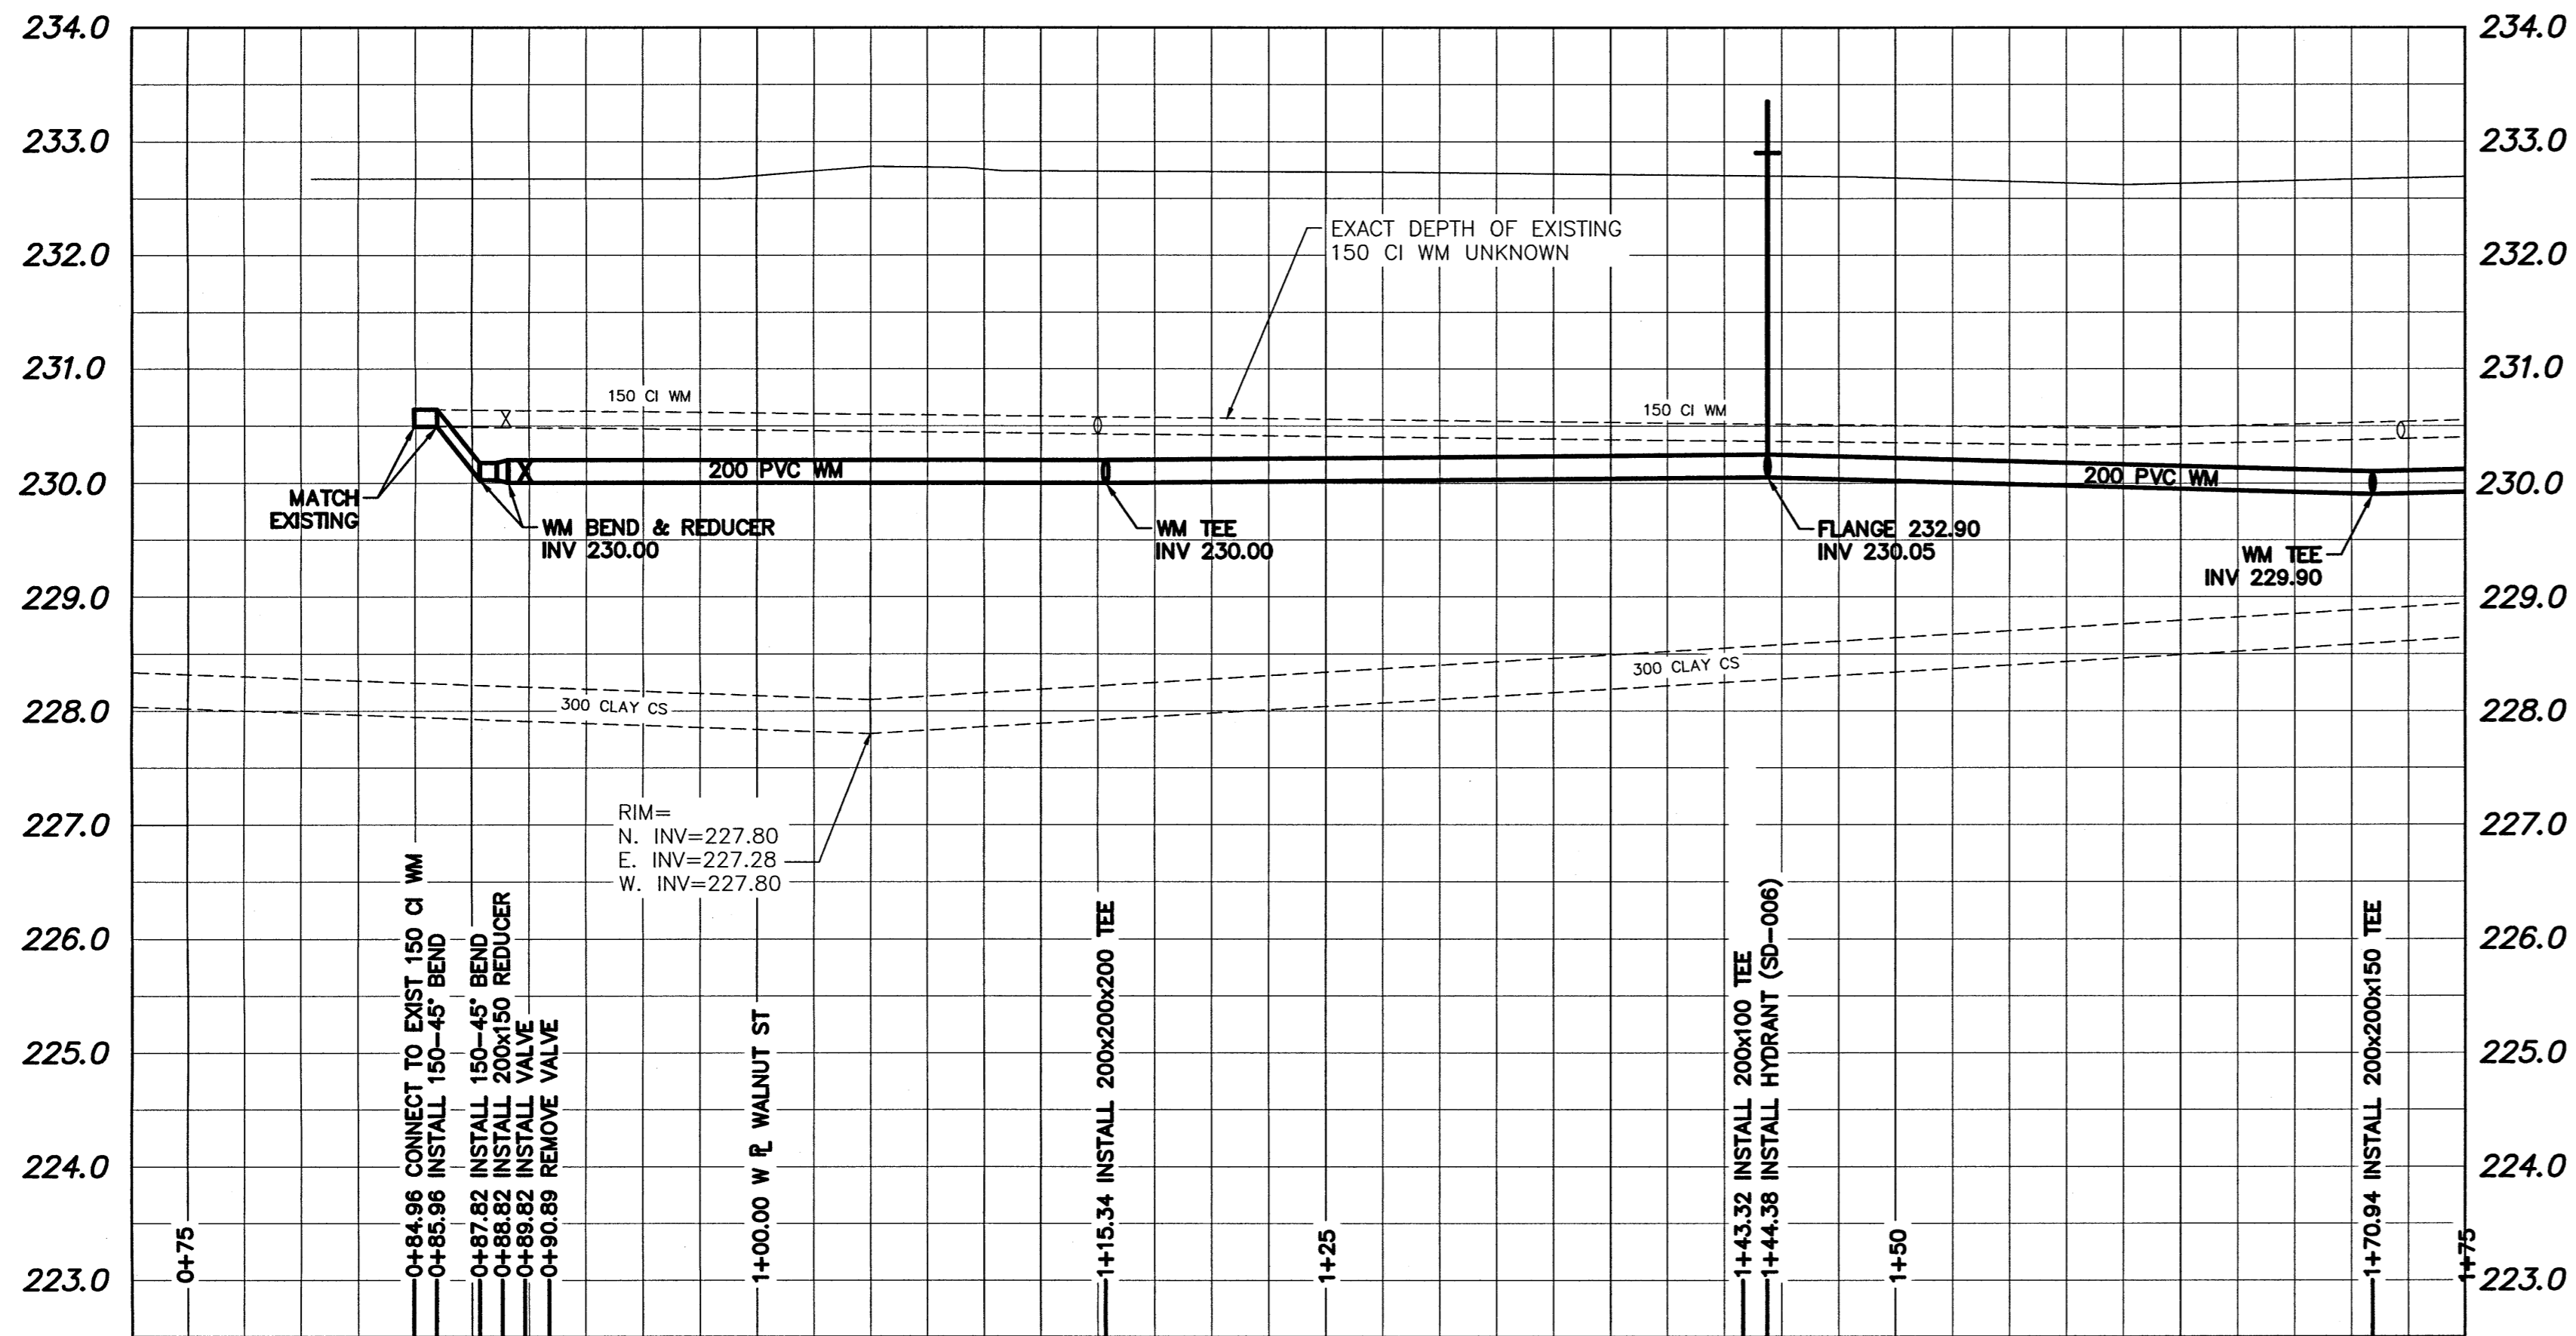 234.0
234.0
233.0
233.0
EXACT DEPTH OF EXISTING
150 CI WM UNKNOWN
232.0
232.0
231.0
231.0
150 CI WM
150 CI WM
230.0
230.0
200 PVC WM
200 PVC WM
MATCH
EXISTING
WM BEND & REDUCER
INV 230.00
WM TEE
INV 230.00
FLANGE 232.90
INV 230.05
WM TEE
INV 229.90
229.0
229.0
300 CLAY CS
300 CLAY CS
228.0
228.0
RIM=
N. INV=227.80
E. INV=227.28
W. INV=227.80
227.0
227.0
226.0
226.0
225.0
225.0
224.0
224.0
223.0
223.0
0+75
0+84.96 CONNECT TO EXIST 150 CI WM
0+85.96 INSTALL 150-45° BEND
0+87.82 INSTALL 150-45° BEND
0+88.82 INSTALL 200x150 REDUCER
0+89.82 INSTALL VALVE
0+90.89 REMOVE VALVE
1+00.00 W ℄ WALNUT ST
1+15.34 INSTALL 200x200x200 TEE
1+25
1+43.32 INSTALL 200x100 TEE
1+44.38 INSTALL HYDRANT (SD-006)
1+50
1+70.94 INSTALL 200x200x150 TEE
1+75